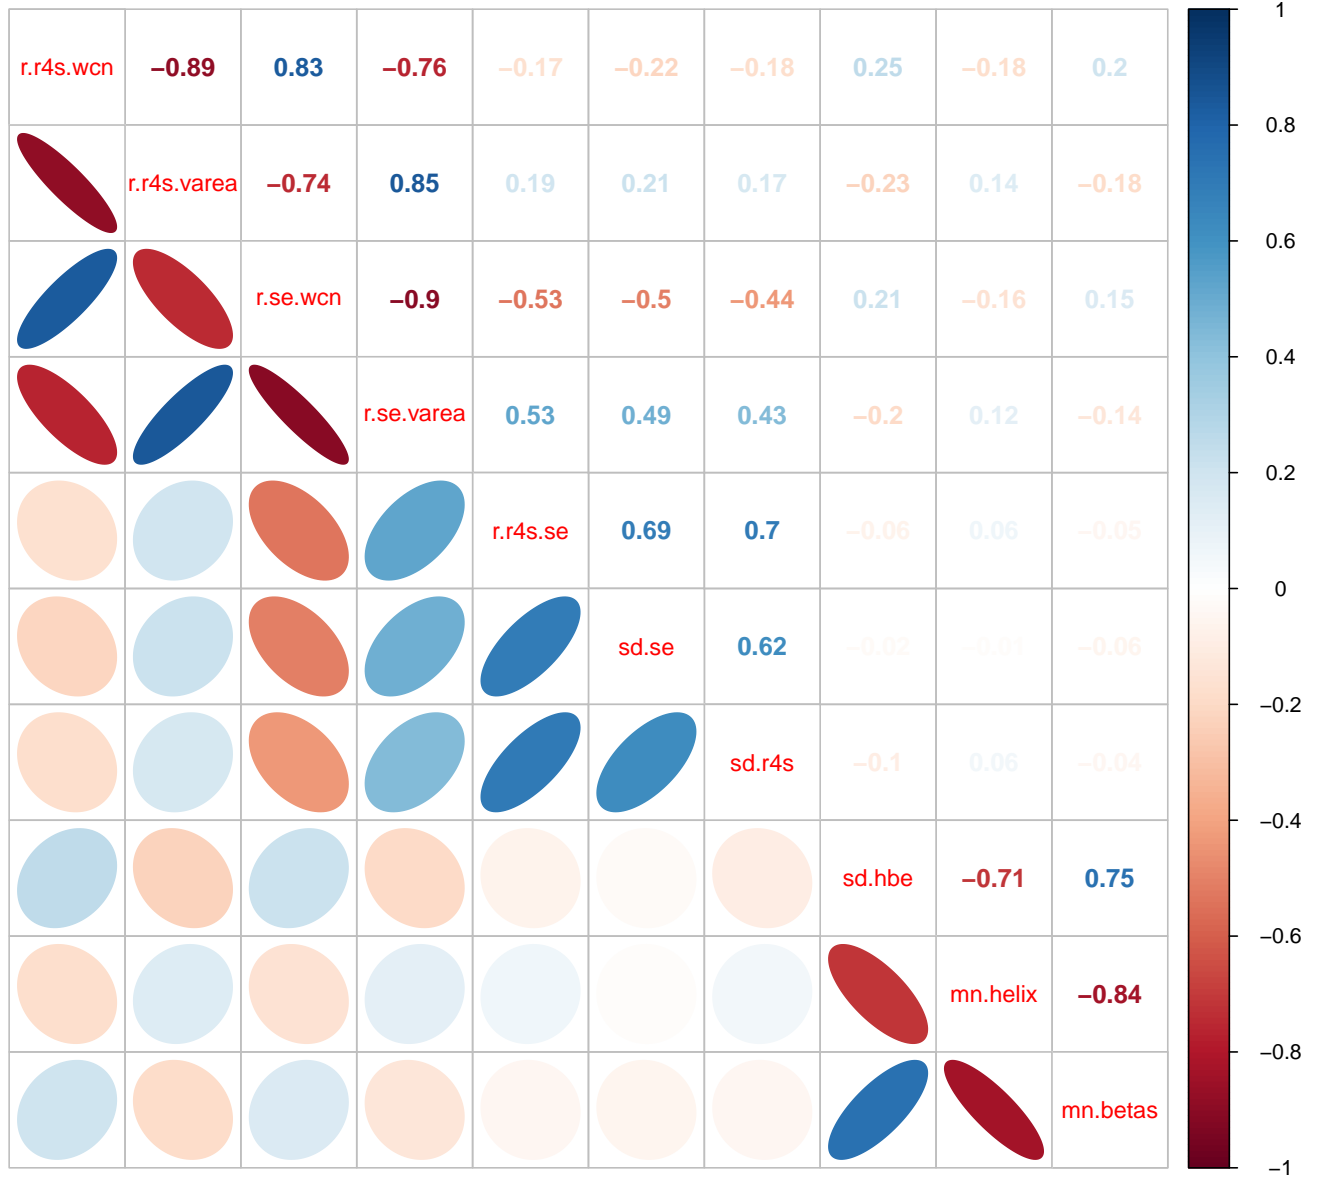 r.r4s.wcn −0.89 0.83 −0.76 −0.17 −0.22 −0.18 0.25 −0.18 0.2
r.r4s.varea −0.74 0.85 0.19 0.21 0.17 −0.23 0.14 −0.18
r.se.wcn −0.9 −0.53 −0.5 −0.44 0.21 −0.16 0.15
r.se.varea 0.53 0.49 0.43 −0.2 0.12 −0.14
r.r4s.se 0.69 0.7 −0.06 0.06 −0.05
sd.se 0.62 −0.02 −0.01 −0.06
sd.r4s −0.1 0.06 −0.04
sd.hbe −0.71 0.75
mn.helix −0.84
mn.betas
1
0.8
0.6
0.4
0.2
0
−0.2
−0.4
−0.6
−0.8
−1